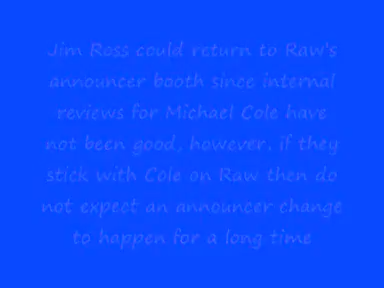 Jim Ross could return to Raw's
announcer booth since internal
reviews for Michael Cole have
not been good, however, if they
stick with Cole on Raw then do
not expect an announcer change
to happen for a long time